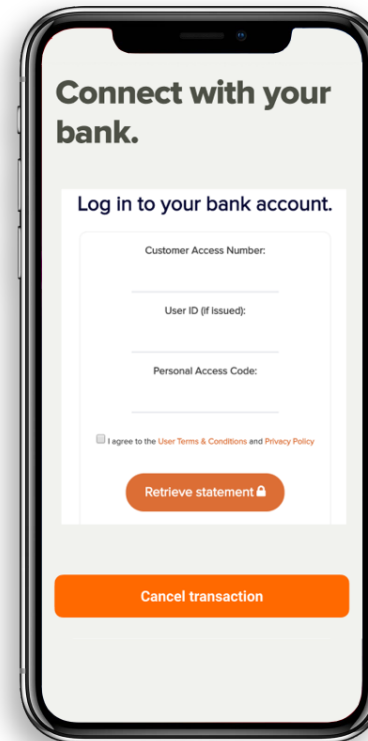 Connect with your
bank.
Log in to your bank account.
Customer Access Number:
User ID (if issued):
Personal Access Code:
I agree to the User Terms & Conditions and Privacy Policy
Retrieve statement
Cancel transaction